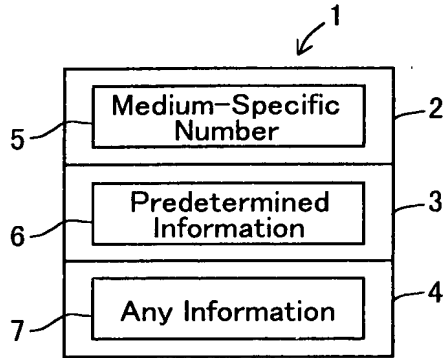 1
Medium-Specific
Number
2
5
Predetermined
Information
3
6
Any Information
4
7